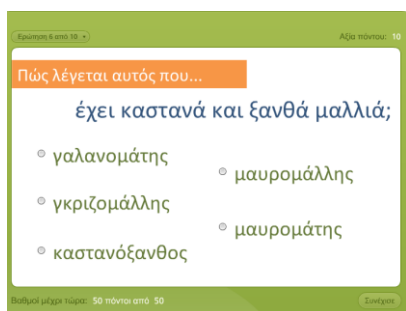 Ερώτηση 6 από 10
Αξία πόντου: 10
Πώς λέγεται αυτός που...
έχει καστανά και ξανθά μαλλιά;
γαλανομάτης
μαυρομάλλης
γκριζομάλλης
μαυρομάτης
καστανόξανθος
Βαθμοί μέχρι τώρα: 50 πόντοι από 50
Συνέχισε